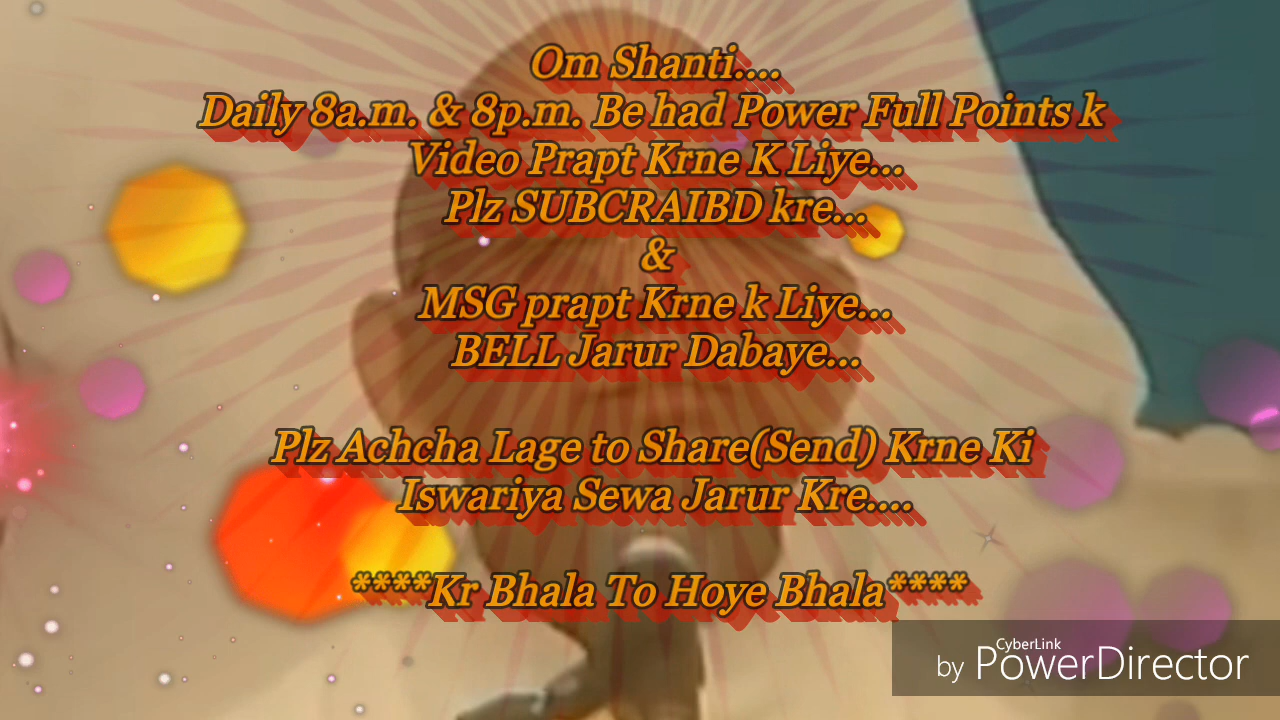 Om Shanti....
Daily 8a.m. & 8p.m. Be had Power Full Points k
Video Prapt Krne K Liye...
Plz SUBCRAIBD kre...
&
MSG prapt Krne k Liye...
BELL Jarur Dabaye...
Plz Achcha Lage to Share(Send) Krne Ki
Iswariya Sewa Jarur Kre....
****Kr Bhala To Hoye Bhala****
CyberLink
by PowerDirector